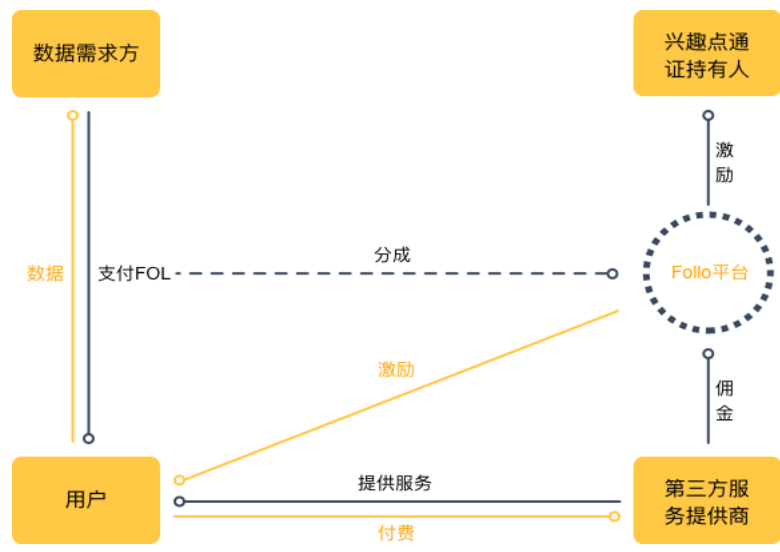 数据需求方
兴趣点通
证持有人
激
励
分成
数据
支付FOL
Follo平台
激励
佣
金
提供服务
用户
第三方服
务提供商
付费